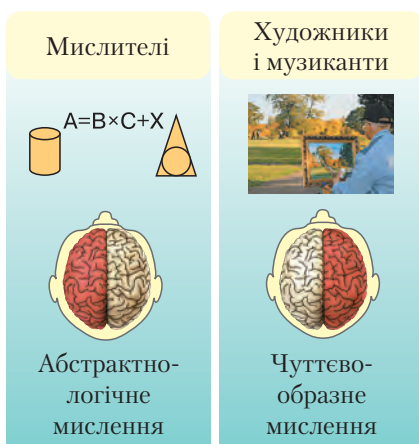 Мислителі
A=B×C+X
Абстрактно-
логічне
мислення
Художники
і музиканти
Чуттєво-
образне
мислення